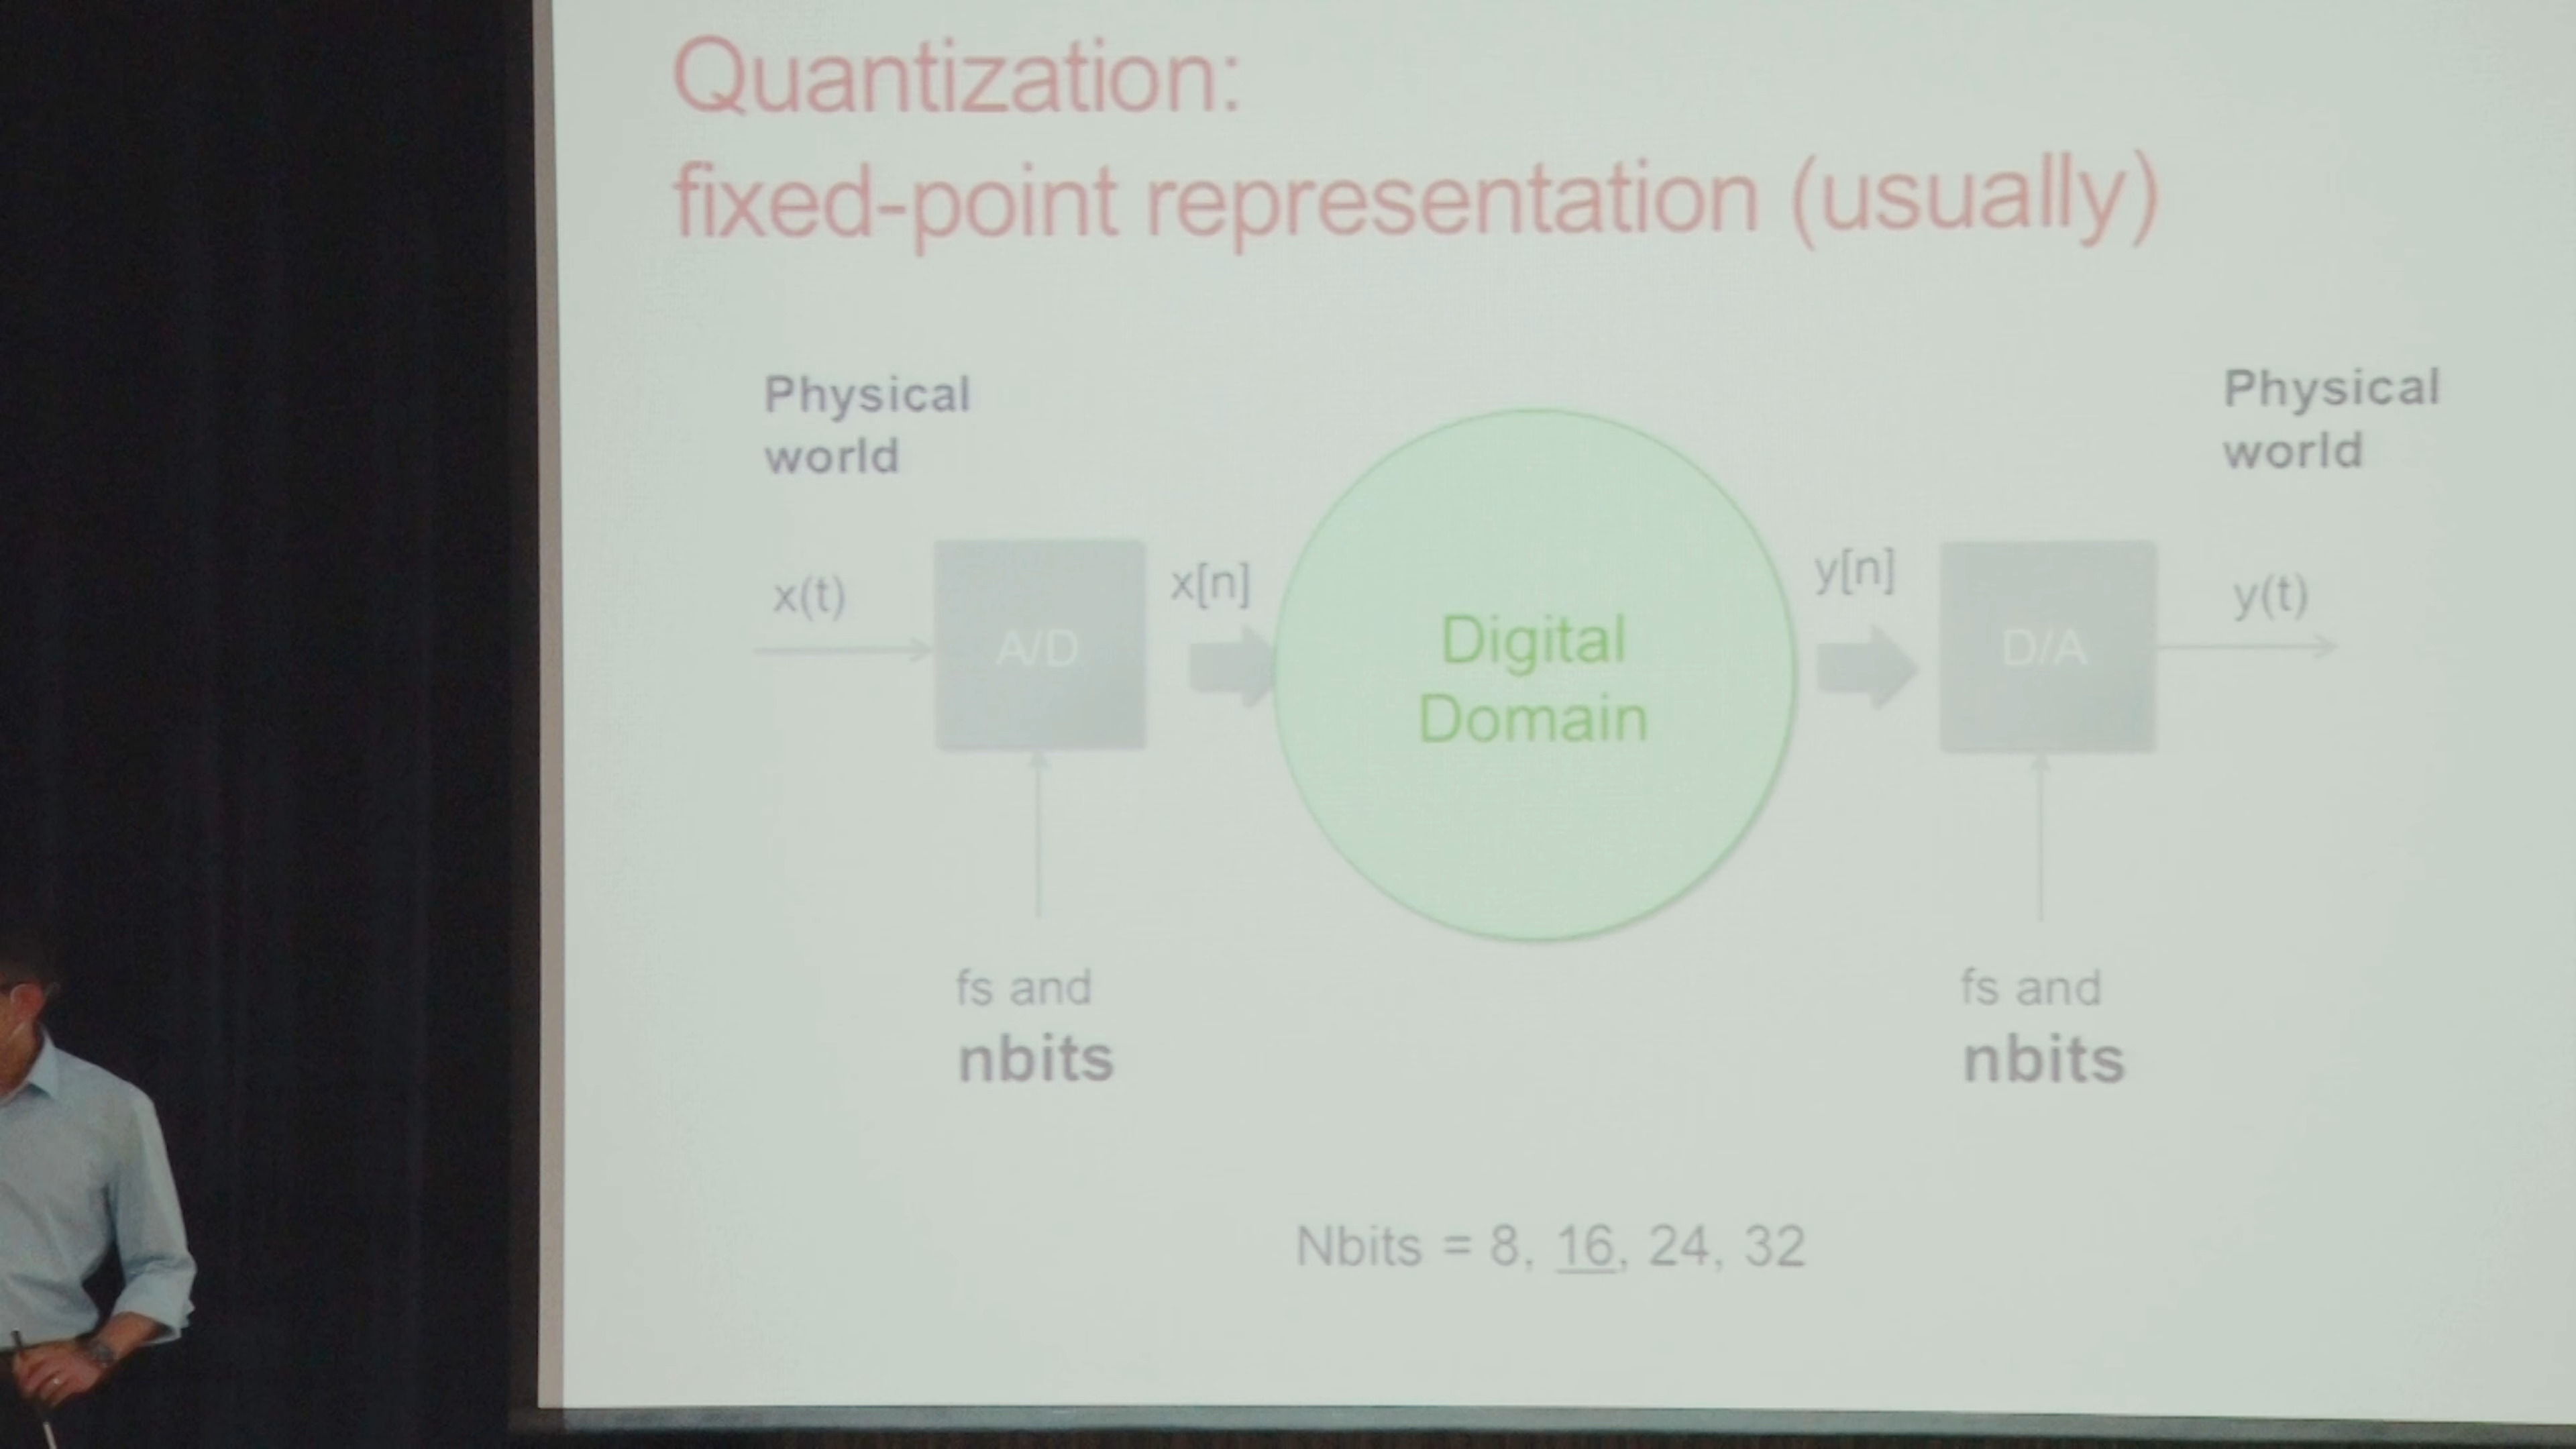 Quantization:
fixed-point representation (usually)
Physical
world
Physical
world
x(t)
A/D
x[n]
Digital
Domain
y[n]
D/A
y(t)
fs and
nbits
fs and
nbits
Nbits = 8, 16, 24, 32